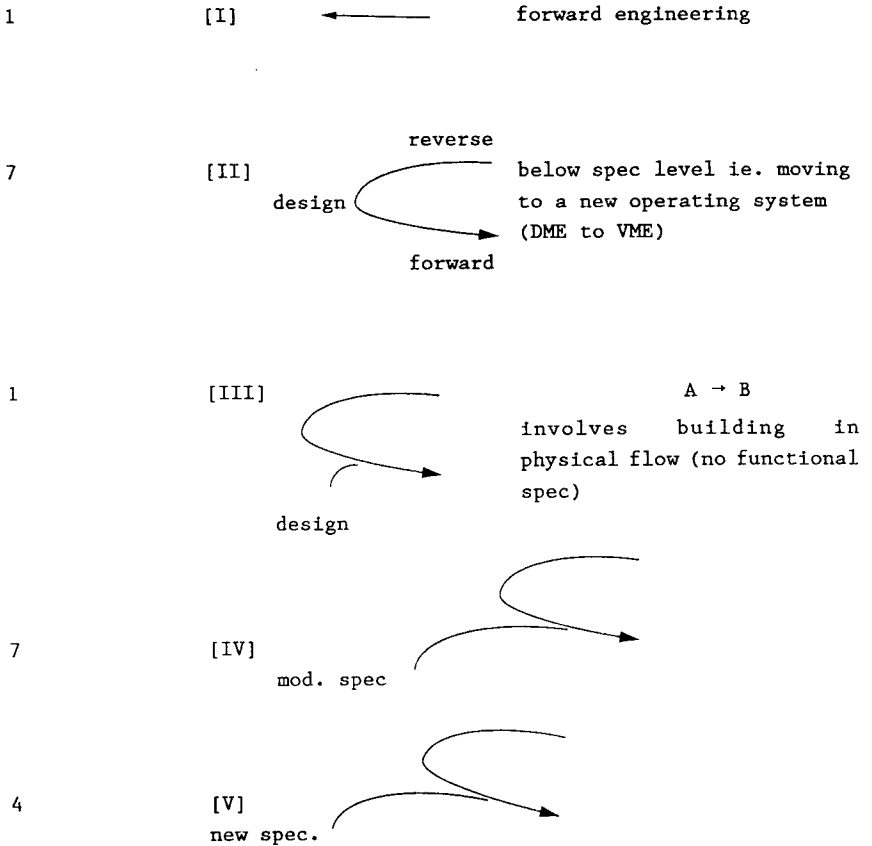 1 [I] forward engineering
reverse
7 [II] below spec level ie. moving
design to a new operating system
(DME to VME)
forward
1 [III] A → B
involves building in
physical flow (no functional
spec)
design
7 [IV]
mod. spec
4 [V]
new spec.